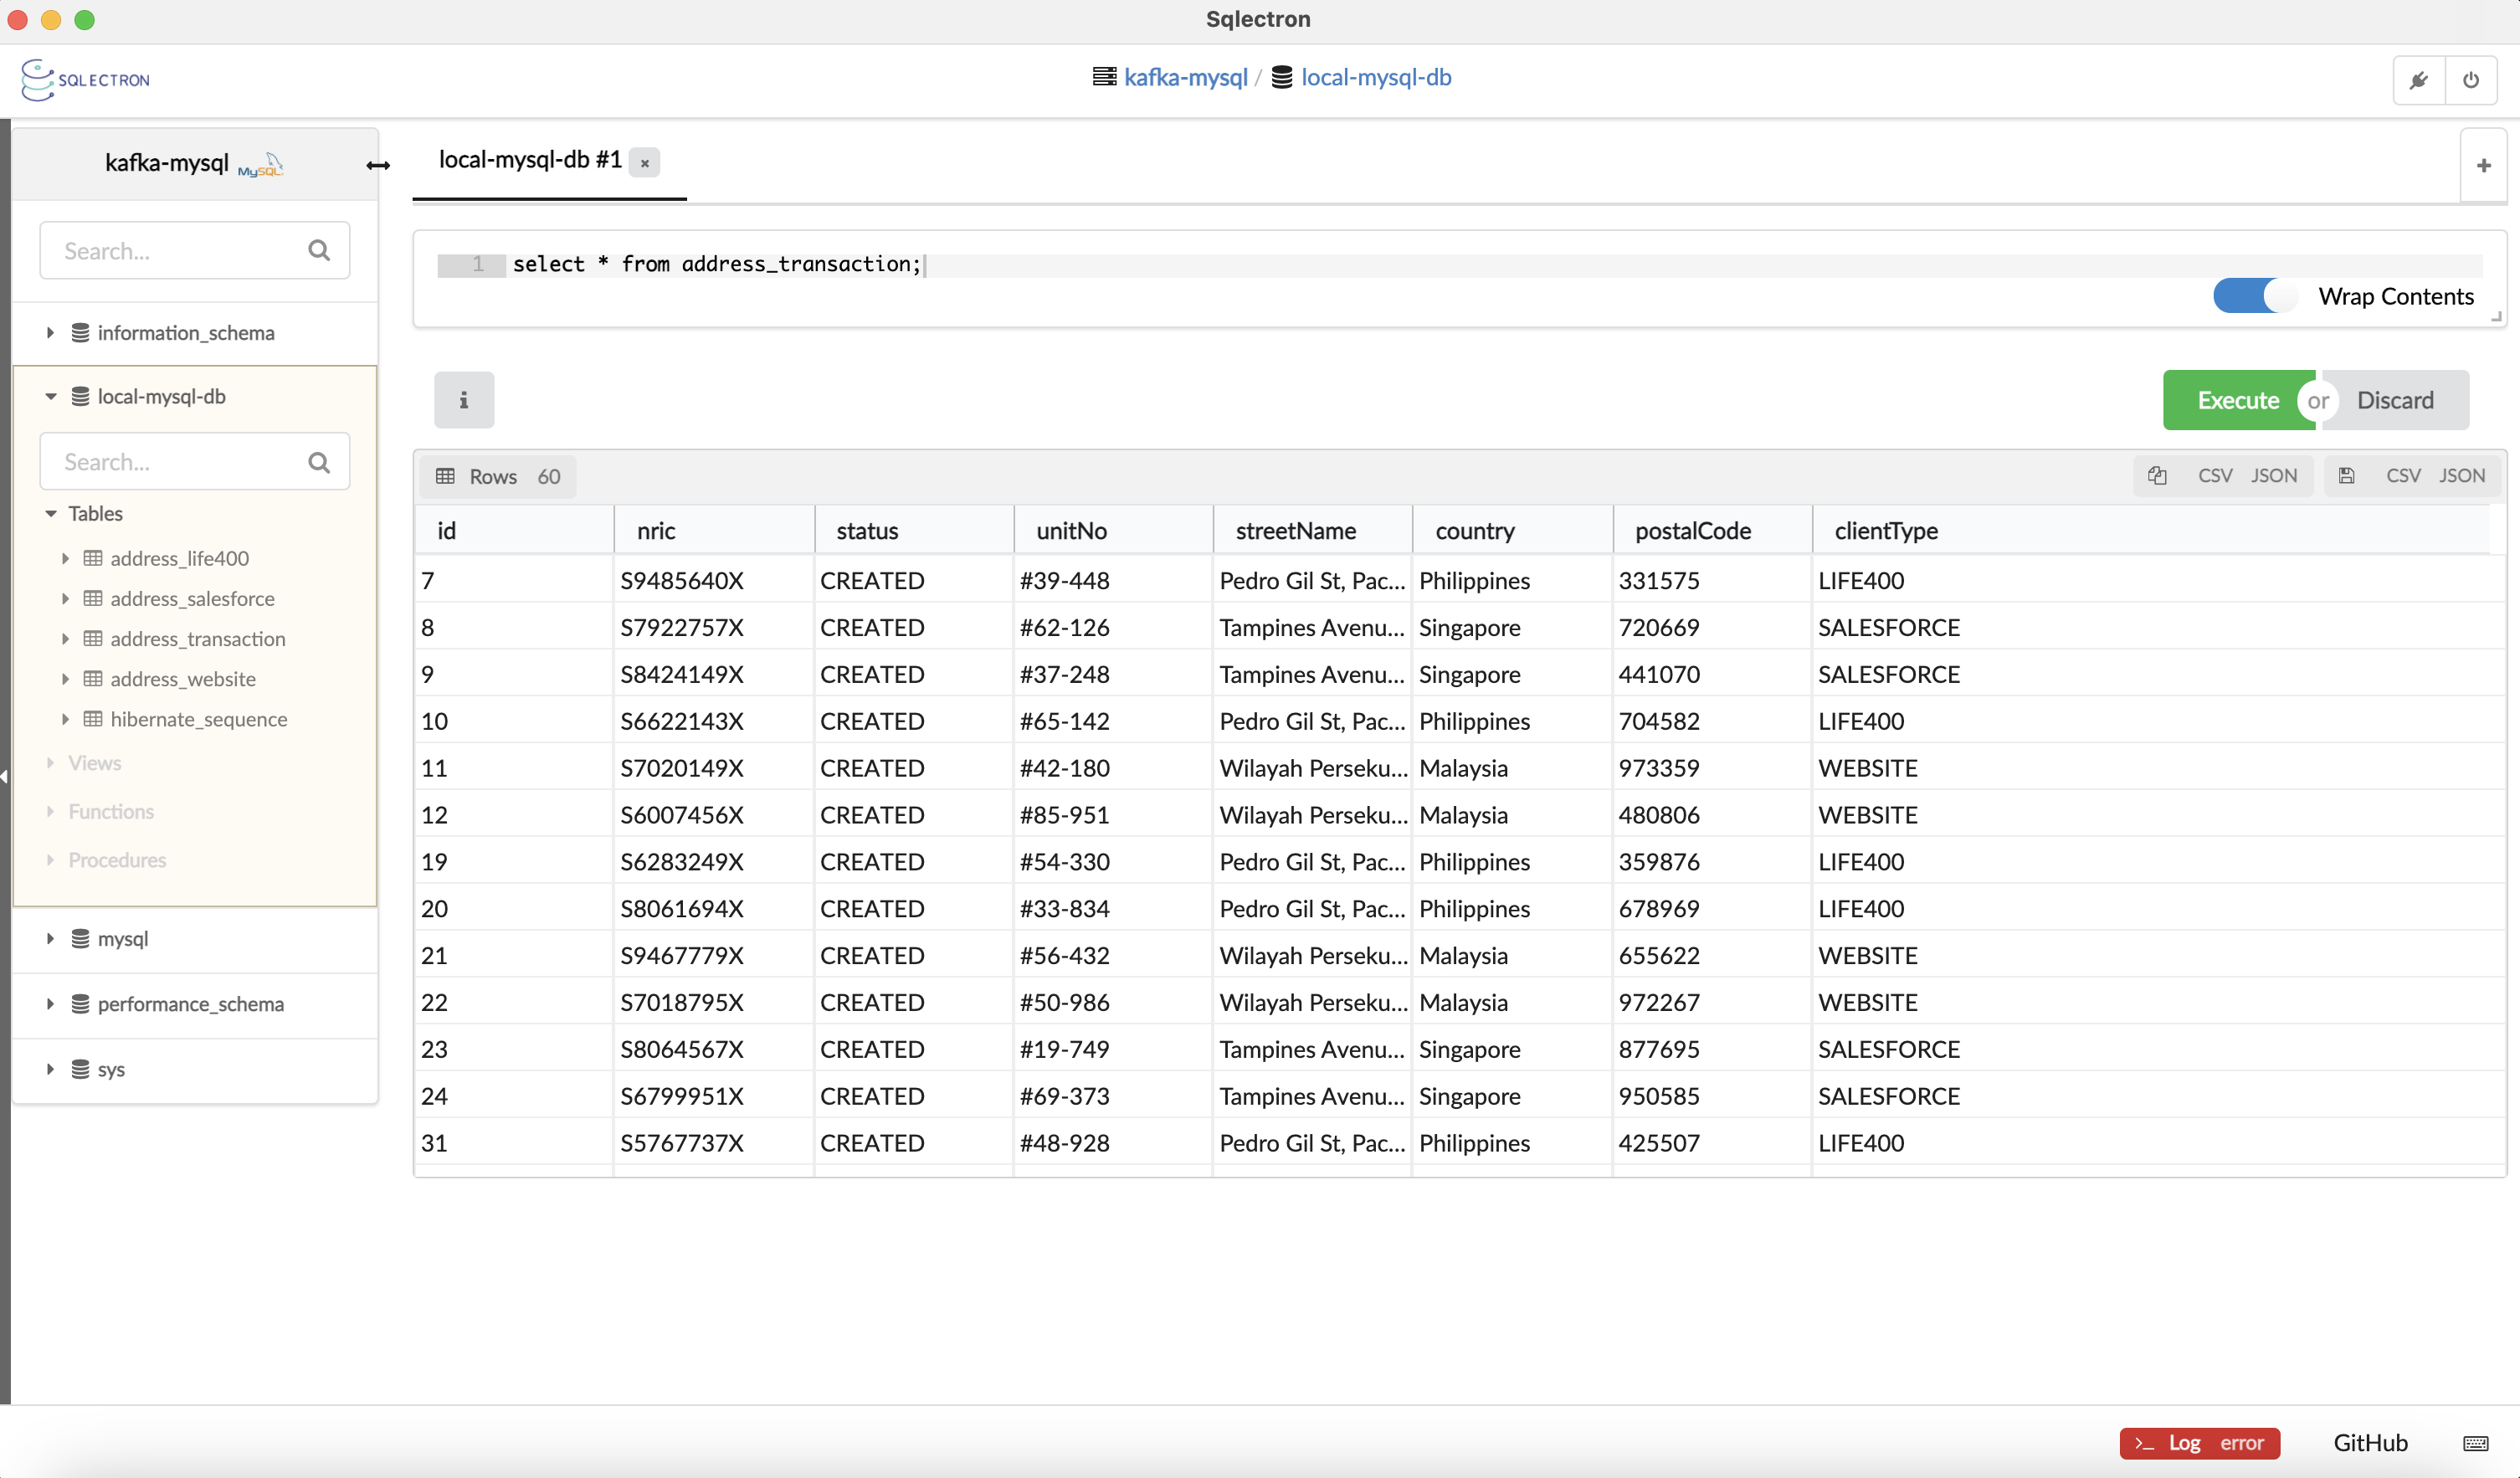 Sqlectron
SQLECTRON
kafka-mysql / local-mysql-db
kafka-mysql MySQL
local-mysql-db #1 ×
+
Search...
1 select * from address_transaction;
Wrap Contents
information_schema
local-mysql-db
i
Execute or Discard
Search...
Rows 60
CSV JSON CSV JSON
Tables
address_life400
address_salesforce
address_transaction
address_website
hibernate_sequence
Views
Functions
Procedures
mysql
performance_schema
sys
id nric status unitNo streetName country postalCode clientType
7 S9485640X CREATED #39-448 Pedro Gil St, Pac... Philippines 331575 LIFE400
8 S7922757X CREATED #62-126 Tampines Avenu... Singapore 720669 SALESFORCE
9 S8424149X CREATED #37-248 Tampines Avenu... Singapore 441070 SALESFORCE
10 S6622143X CREATED #65-142 Pedro Gil St, Pac... Philippines 704582 LIFE400
11 S7020149X CREATED #42-180 Wilayah Perseku... Malaysia 973359 WEBSITE
12 S6007456X CREATED #85-951 Wilayah Perseku... Malaysia 480806 WEBSITE
19 S6283249X CREATED #54-330 Pedro Gil St, Pac... Philippines 359876 LIFE400
20 S8061694X CREATED #33-834 Pedro Gil St, Pac... Philippines 678969 LIFE400
21 S9467779X CREATED #56-432 Wilayah Perseku... Malaysia 655622 WEBSITE
22 S7018795X CREATED #50-986 Wilayah Perseku... Malaysia 972267 WEBSITE
23 S8064567X CREATED #19-749 Tampines Avenu... Singapore 877695 SALESFORCE
24 S6799951X CREATED #69-373 Tampines Avenu... Singapore 950585 SALESFORCE
31 S5767737X CREATED #48-928 Pedro Gil St, Pac... Philippines 425507 LIFE400
>_ Log error GitHub